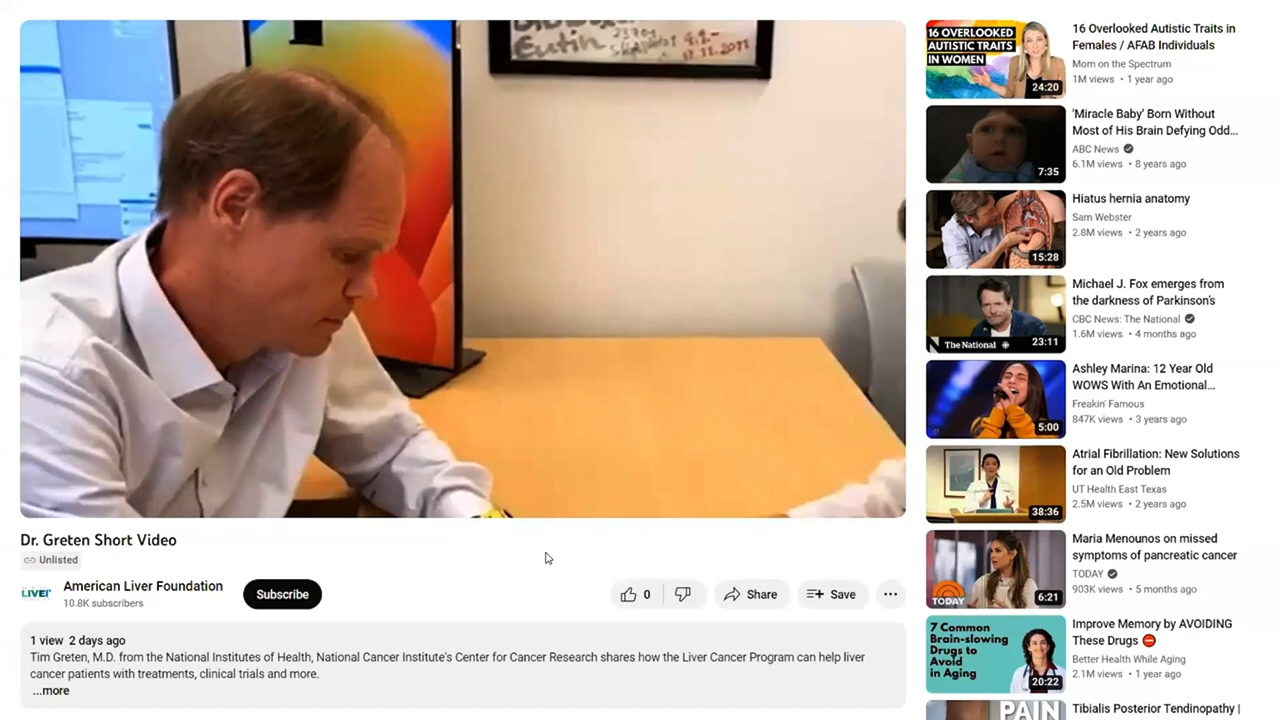 Eutin
11.2011
Dr. Greten Short Video
Unlisted
LIVER
American Liver Foundation
10.8K subscribers
Subscribe
0
Share
Save
1 view 2 days ago
Tim Greten, M.D. from the National Institutes of Health, National Cancer Institute's Center for Cancer Research shares how the Liver Cancer Program can help liver
cancer patients with treatments, clinical trials and more.
...more
16 OVERLOOKED
AUTISTIC TRAITS
IN WOMEN
24:20
16 Overlooked Autistic Traits in
Females / AFAB Individuals
Mom on the Spectrum
1M views • 1 year ago
7:35
'Miracle Baby' Born Without
Most of His Brain Defying Odd...
ABC News
6.1M views • 8 years ago
15:28
Hiatus hernia anatomy
Sam Webster
2.8M views • 2 years ago
The National
23:11
Michael J. Fox emerges from
the darkness of Parkinson's
CBC News: The National
1.6M views • 4 months ago
5:00
Ashley Marina: 12 Year Old
WOWS With An Emotional...
Freakin' Famous
847K views • 3 years ago
38:36
Atrial Fibrillation: New Solutions
for an Old Problem
UT Health East Texas
2.5M views • 2 years ago
TODAY
6:21
Maria Menounos on missed
symptoms of pancreatic cancer
TODAY
903K views • 5 months ago
7 Common
Brain-slowing
Drugs to
Avoid
in Aging
20:22
Improve Memory by AVOIDING
These Drugs
Better Health While Aging
2.1M views • 1 year ago
PAIN
Tibialis Posterior Tendinopathy |